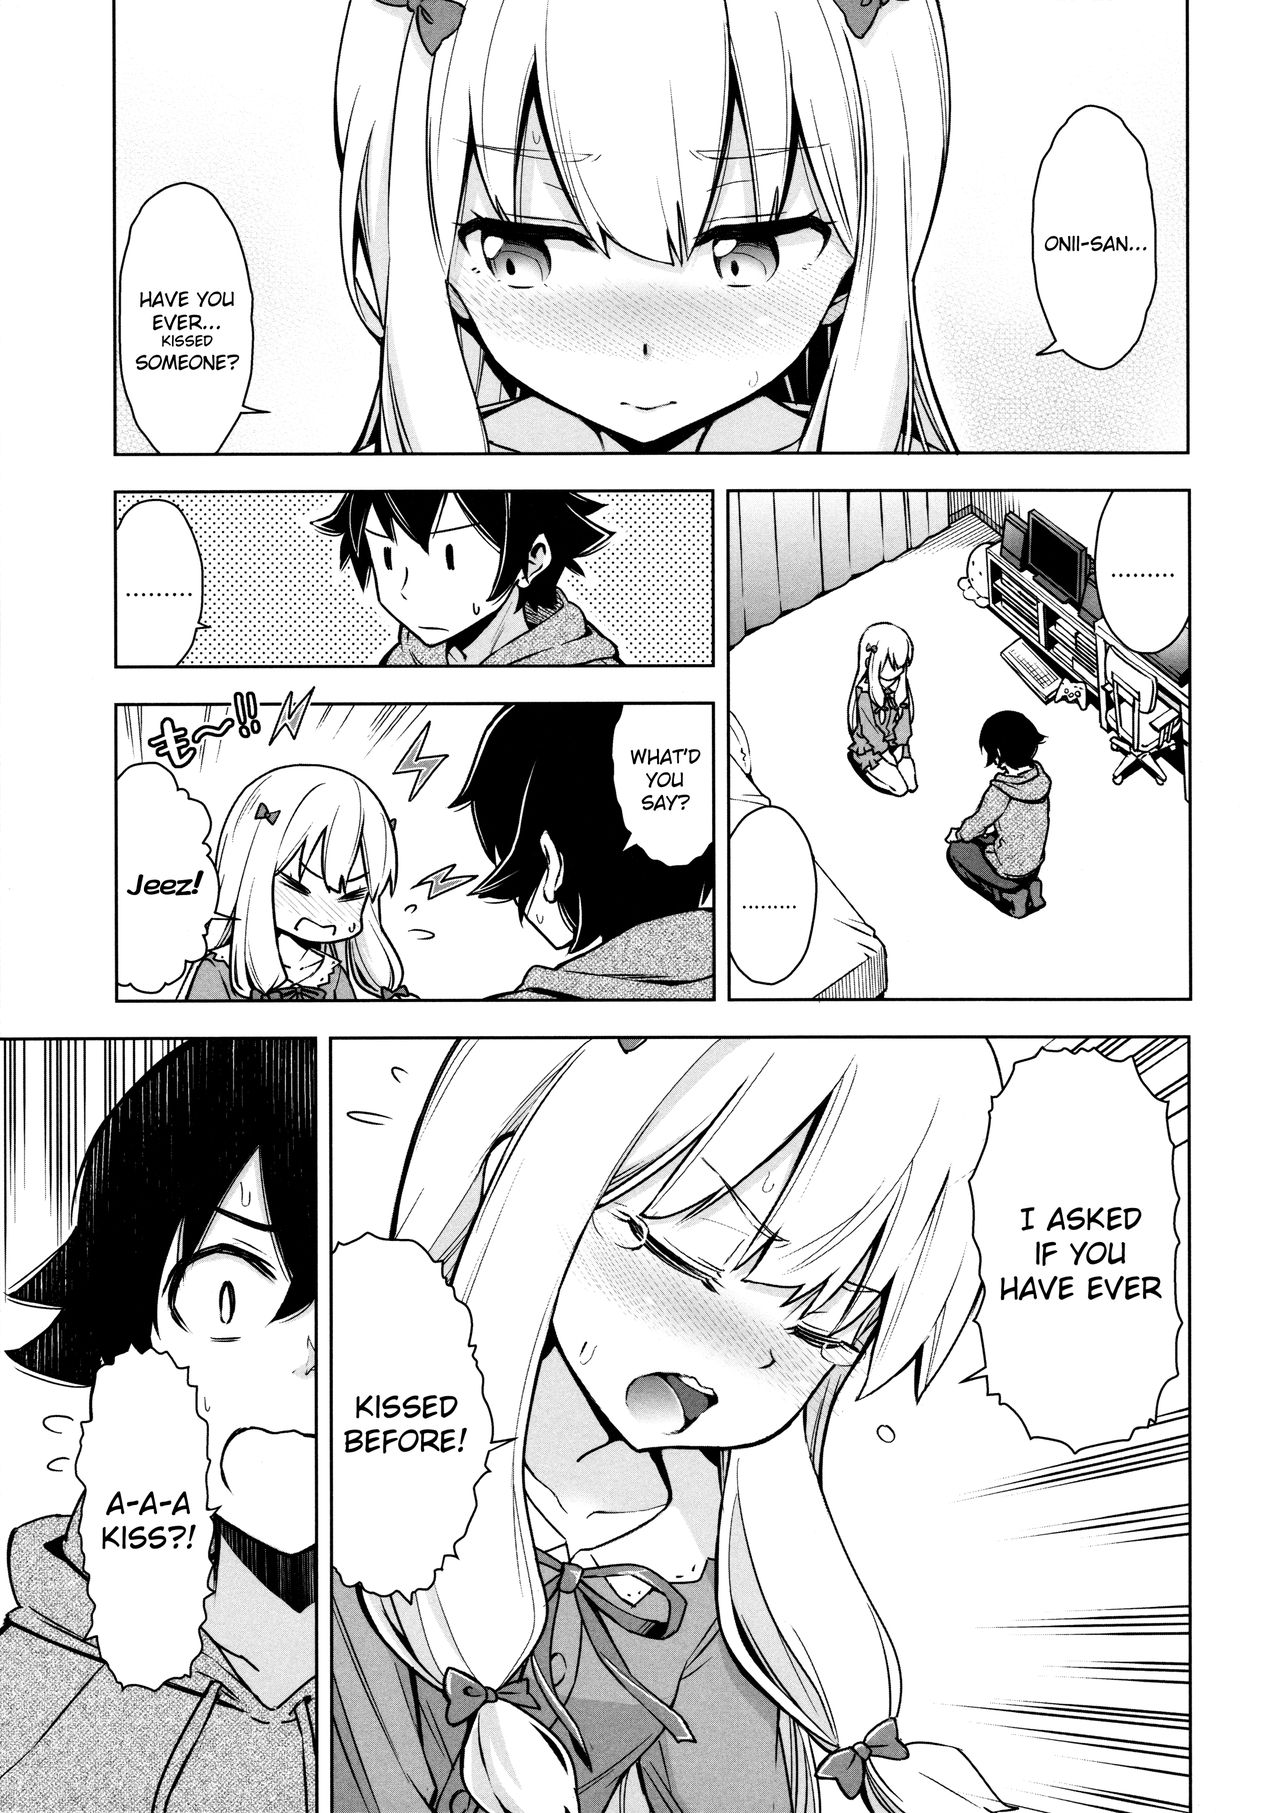 ONII-SAN...
HAVE YOU
EVER...
KISSED
SOMEONE?
..........
..........
..........
WHAT'D
YOU
SAY?
も〜!!
Jeez!
I ASKED
IF YOU
HAVE EVER
KISSED
BEFORE!
A-A-A
KISS?!